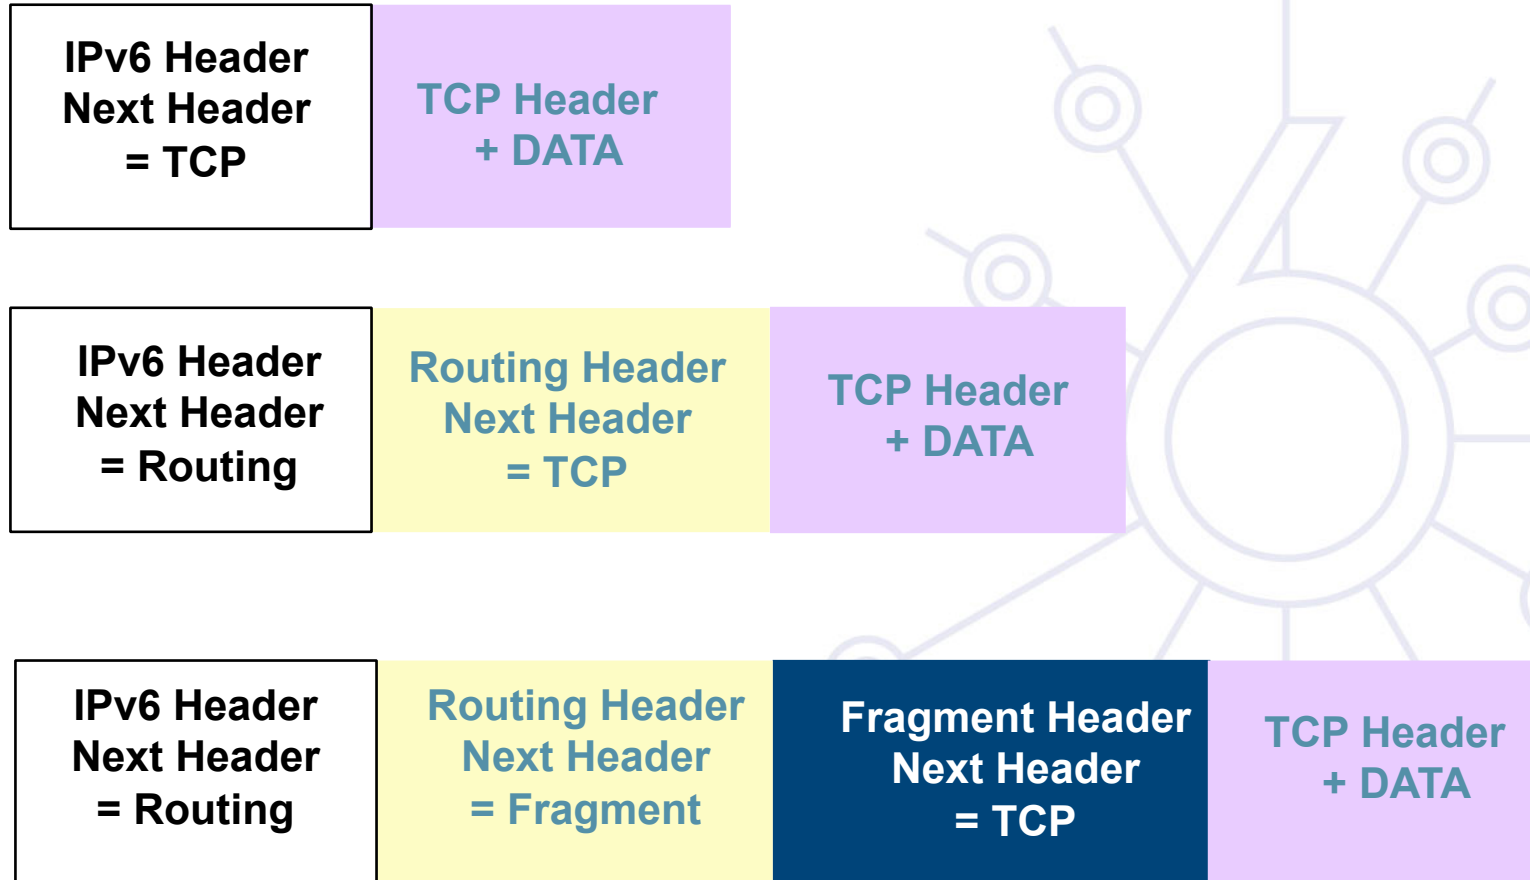 IPv6 Header
Next Header
= TCP
TCP Header
+ DATA
IPv6 Header
Next Header
= Routing
Routing Header
Next Header
= TCP
TCP Header
+ DATA
IPv6 Header
Next Header
= Routing
Routing Header
Next Header
= Fragment
Fragment Header
Next Header
= TCP
TCP Header
+ DATA